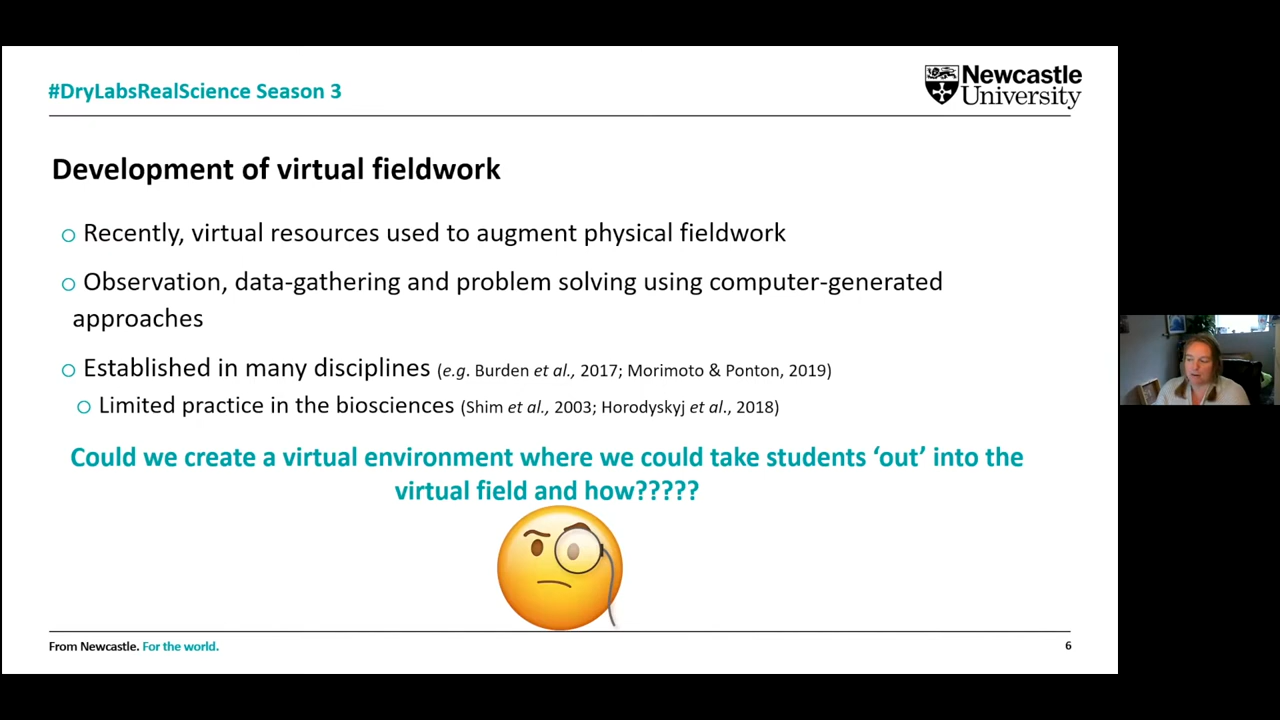 #DryLabsRealScience Season 3
Newcastle
University
Development of virtual fieldwork
o Recently, virtual resources used to augment physical fieldwork
o Observation, data-gathering and problem solving using computer-generated
approaches
o Established in many disciplines (e.g. Burden et al., 2017; Morimoto & Ponton, 2019)
o Limited practice in the biosciences (Shim et al., 2003; Horodyskyj et al., 2018)
Could we create a virtual environment where we could take students ‘out’ into the
virtual field and how?????
From Newcastle. For the world.
6